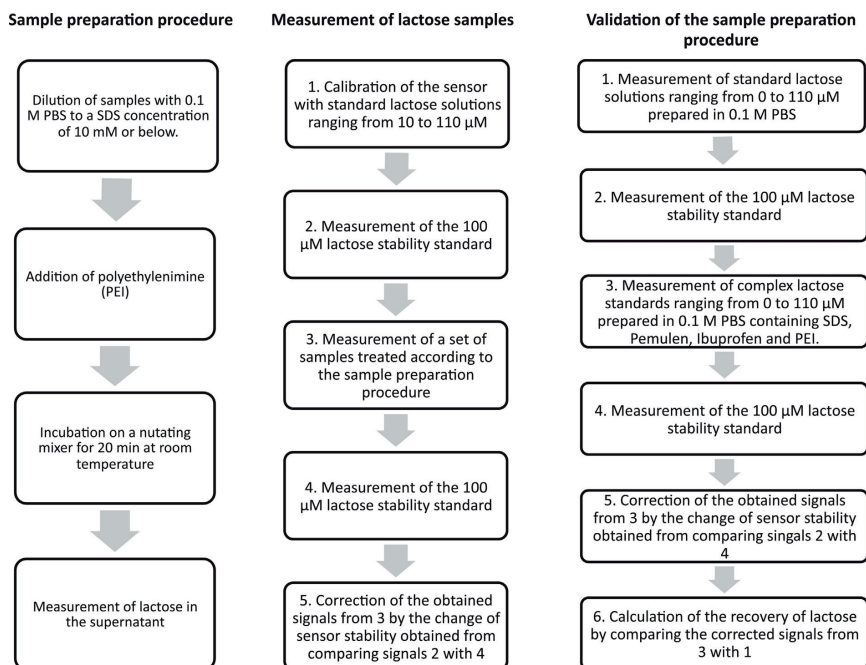 Sample preparation procedure
Dilution of samples with 0.1
M PBS to a SDS concentration
of 10 mM or below.
Addition of polyethylenimine
(PEI)
Incubation on a nutating
mixer for 20 min at room
temperature
Measurement of lactose in
the supernatant
Measurement of lactose samples
1. Calibration of the sensor
with standard lactose solutions
ranging from 10 to 110 µM
2. Measurement of the 100
µM lactose stability standard
3. Measurement of a set of
samples treated according to
the sample preparation
procedure
4. Measurement of the 100
µM lactose stability standard
5. Correction of the obtained
signals from 3 by the change of
sensor stability obtained from
comparing signals 2 with 4
Validation of the sample preparation
procedure
1. Measurement of standard lactose
solutions ranging from 0 to 110 µM
prepared in 0.1 M PBS
2. Measurement of the 100 µM lactose
stability standard
3. Measurement of complex lactose
standards ranging from 0 to 110 µM
prepared in 0.1 M PBS containing SDS,
Pemulen, Ibuprofen and PEI.
4. Measurement of the 100 µM lactose
stability standard
5. Correction of the obtained signals
from 3 by the change of sensor stability
obtained from comparing singals 2 with
4
6. Calculation of the recovery of lactose
by comparing the corrected signals from
3 with 1